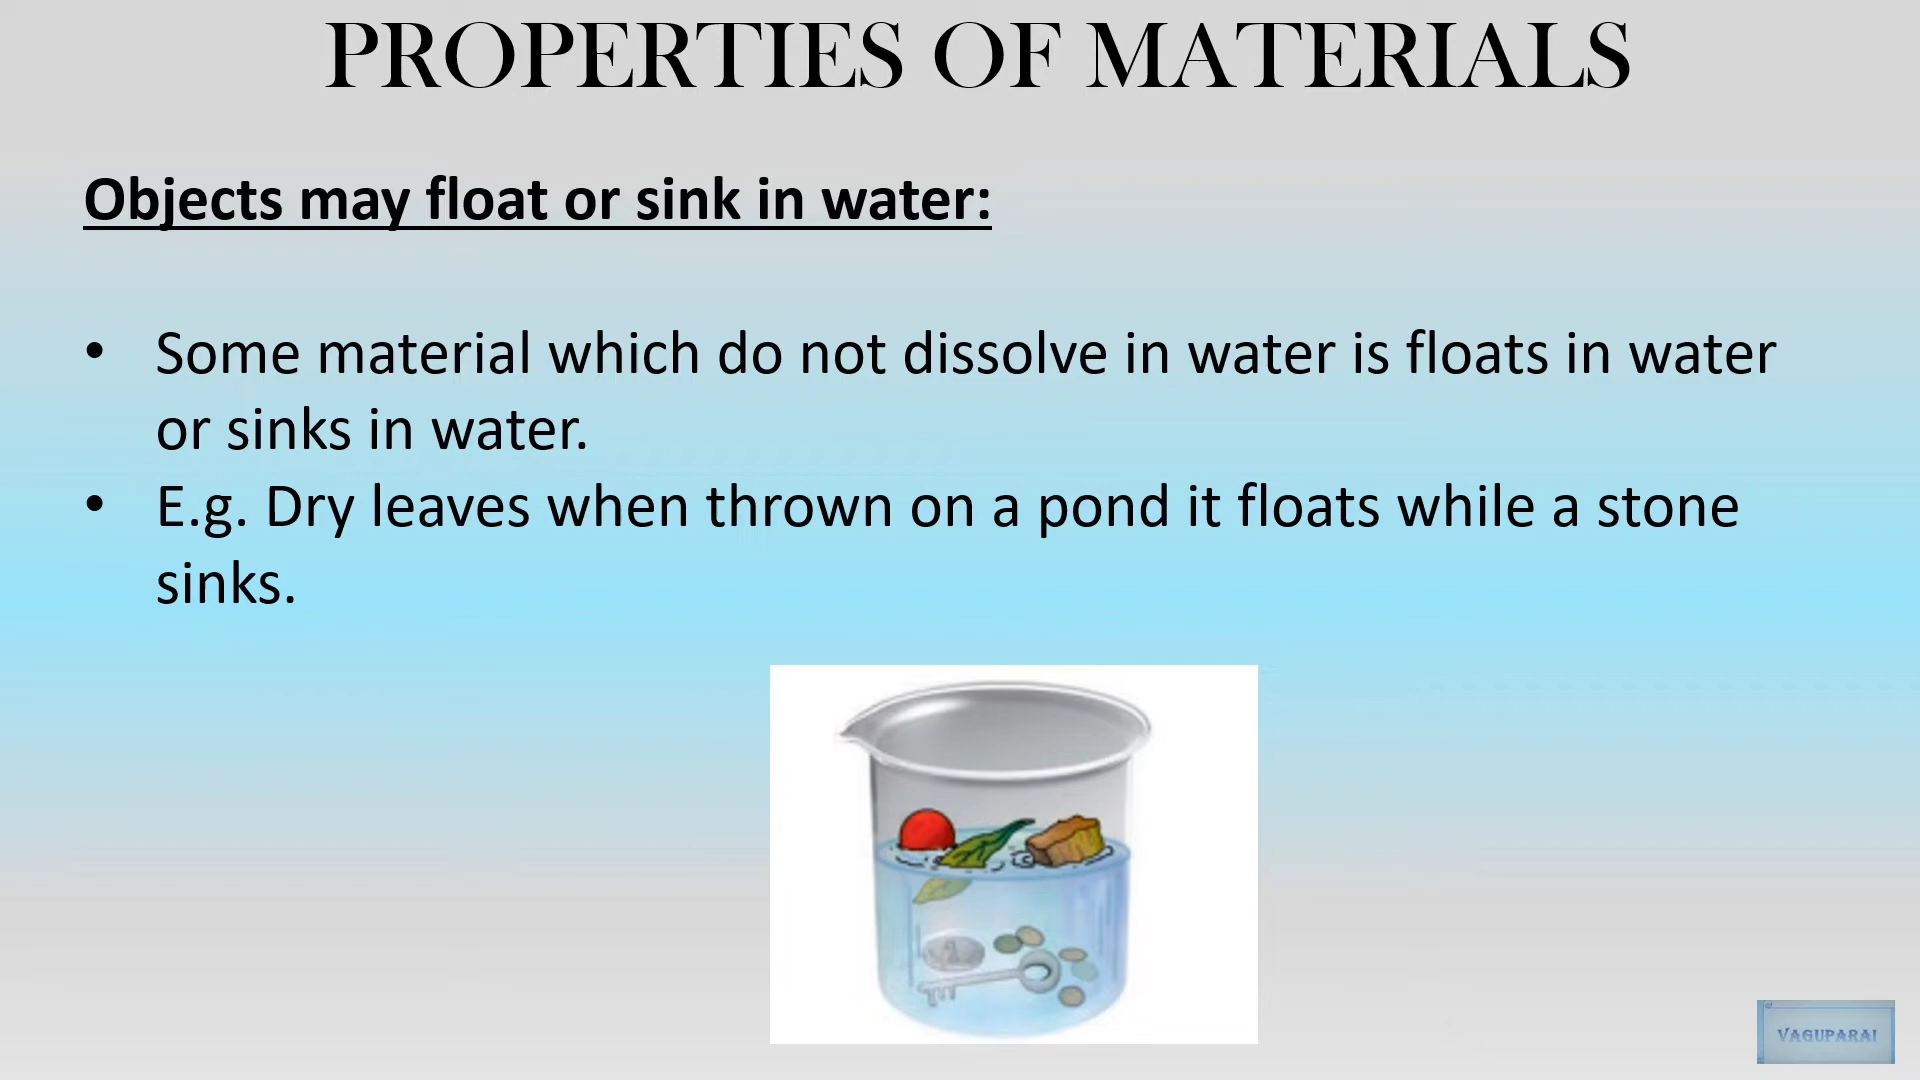 PROPERTIES OF MATERIALS
Objects may float or sink in water:
• Some material which do not dissolve in water is floats in water
or sinks in water.
• E.g. Dry leaves when thrown on a pond it floats while a stone
sinks.
VAGUPARAI